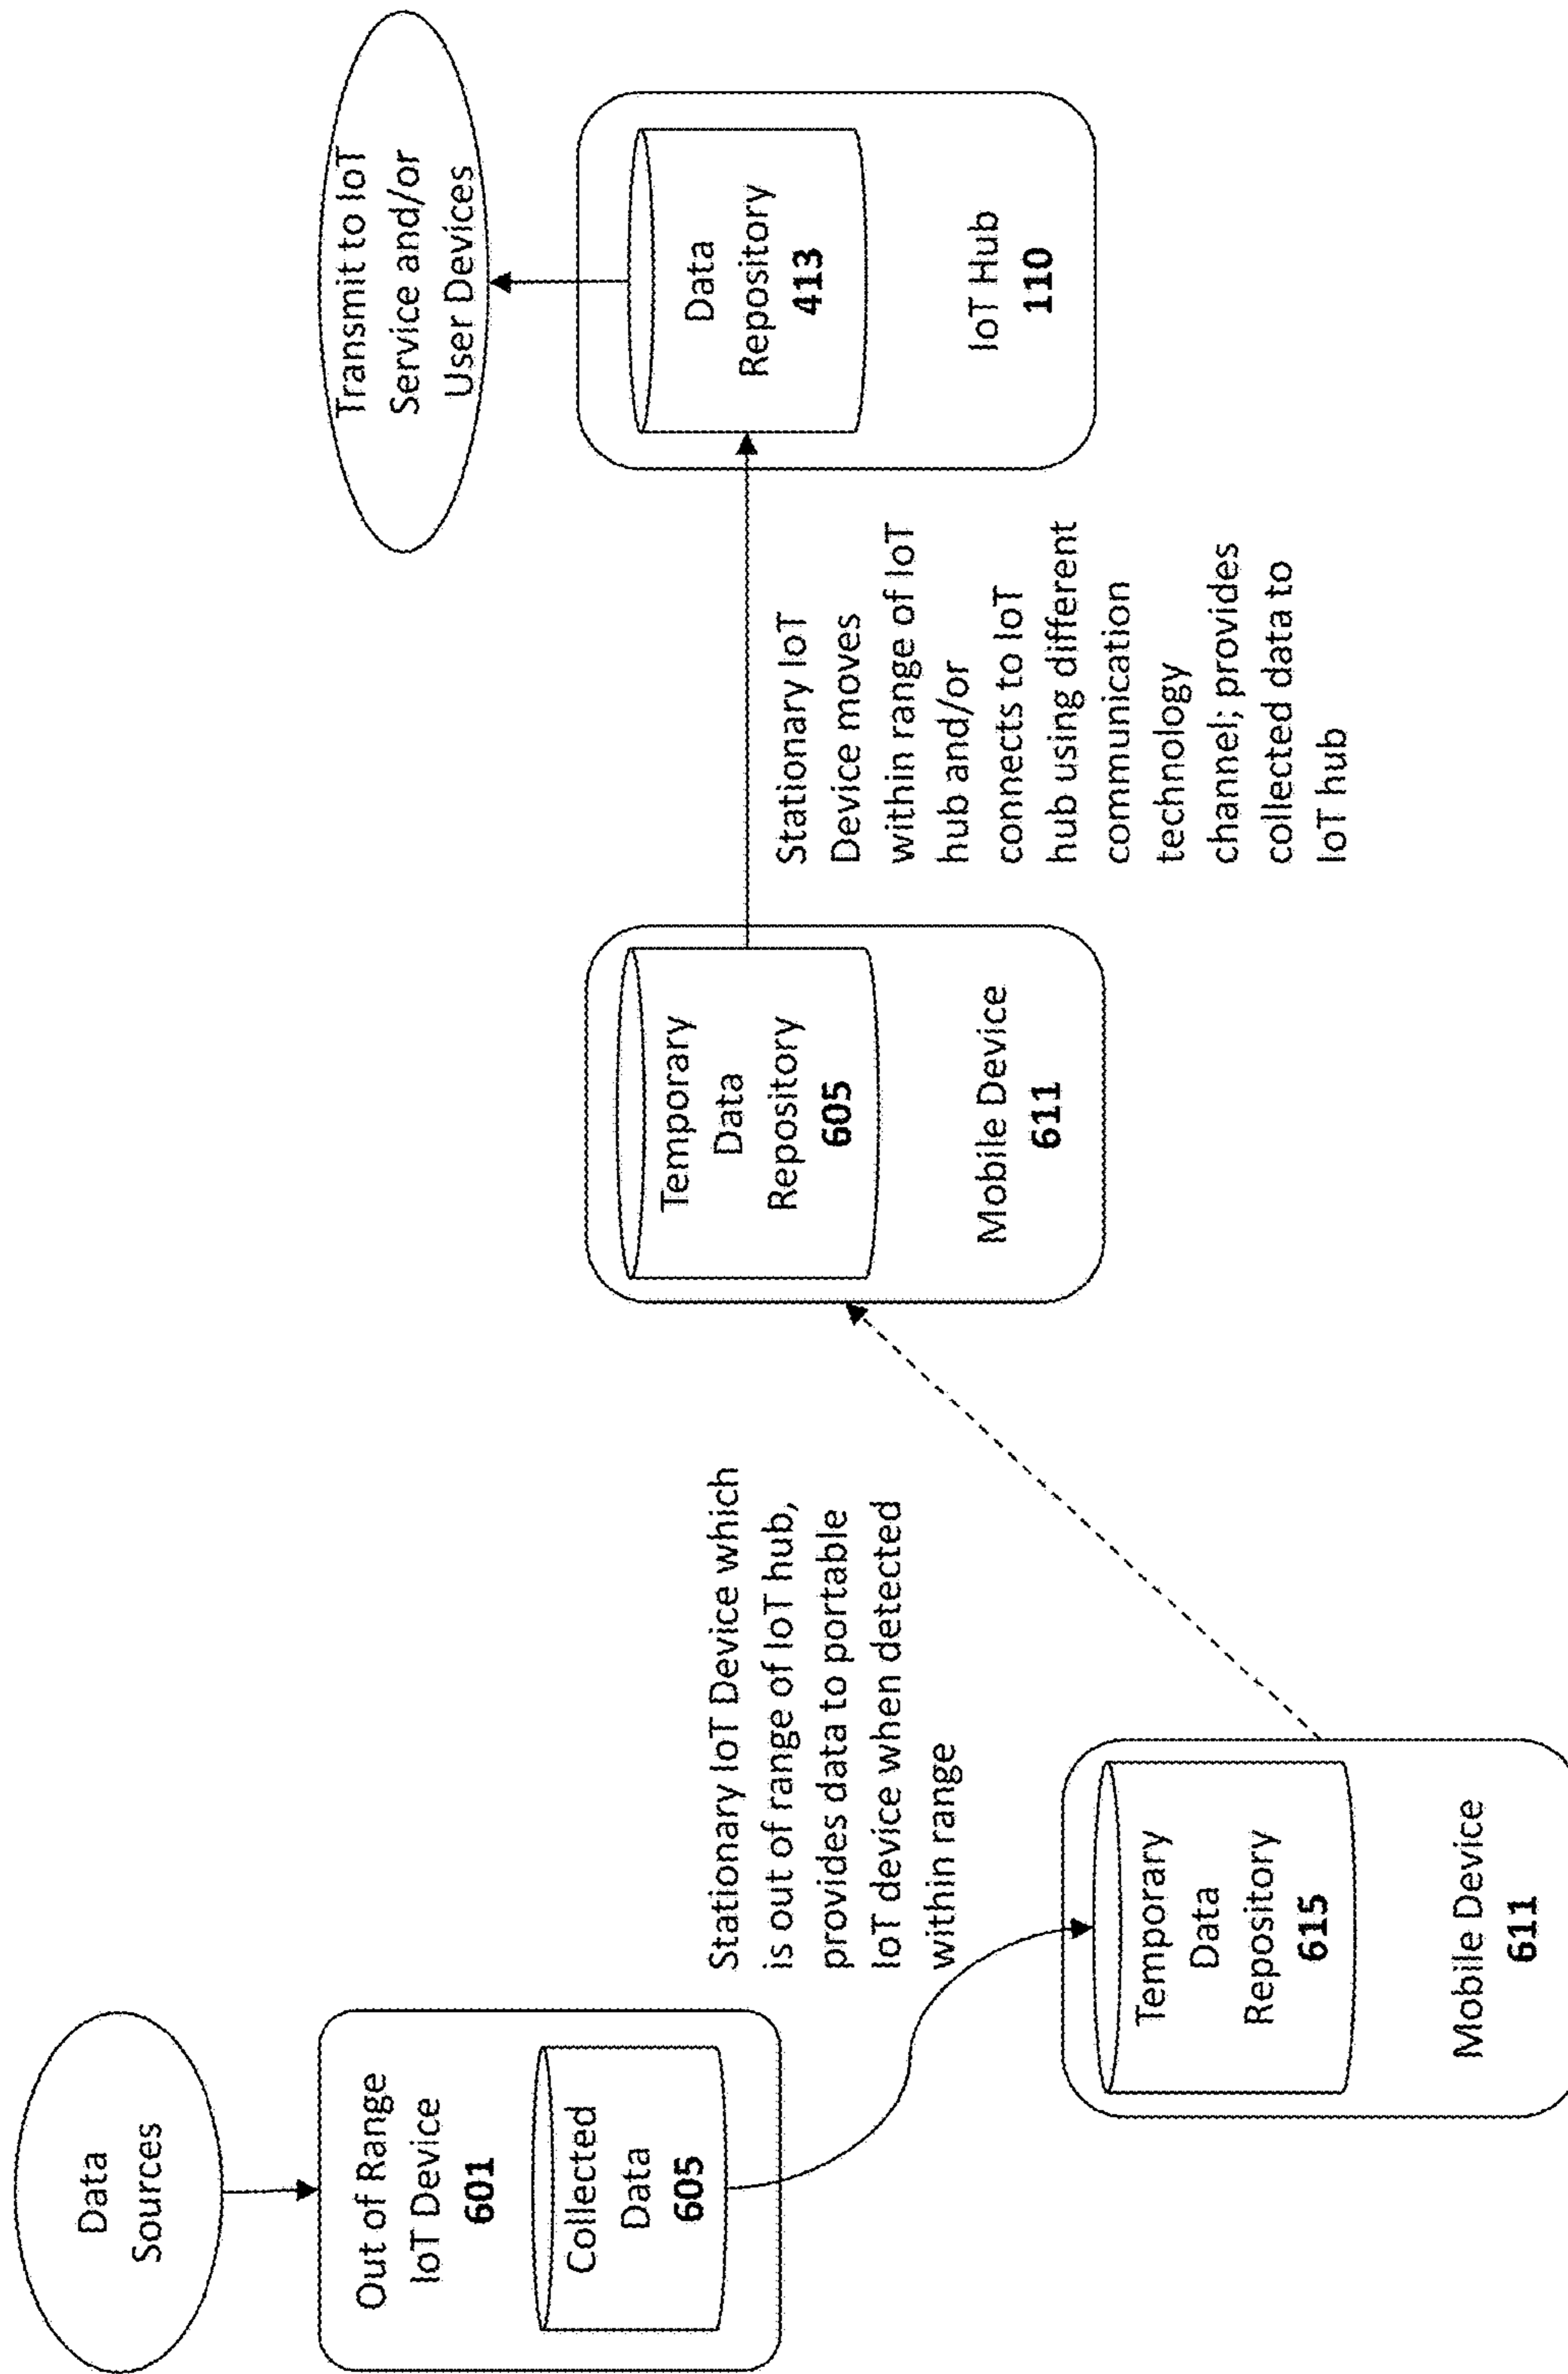 Data
Sources
Out of Range
IoT Device
601
Collected
Data
605
Stationary IoT Device which
is out of range of IoT hub,
provides data to portable
IoT device when detected
within range
Temporary
Data
Repository
615
Mobile Device
611
Temporary
Data
Repository
605
Mobile Device
611
Stationary IoT
Device moves
within range of IoT
hub and/or
connects to IoT
hub using different
communication
technology
channel; provides
collected data to
IoT hub
Transmit to IoT
Service and/or
User Devices
Data
Repository
413
IoT Hub
110